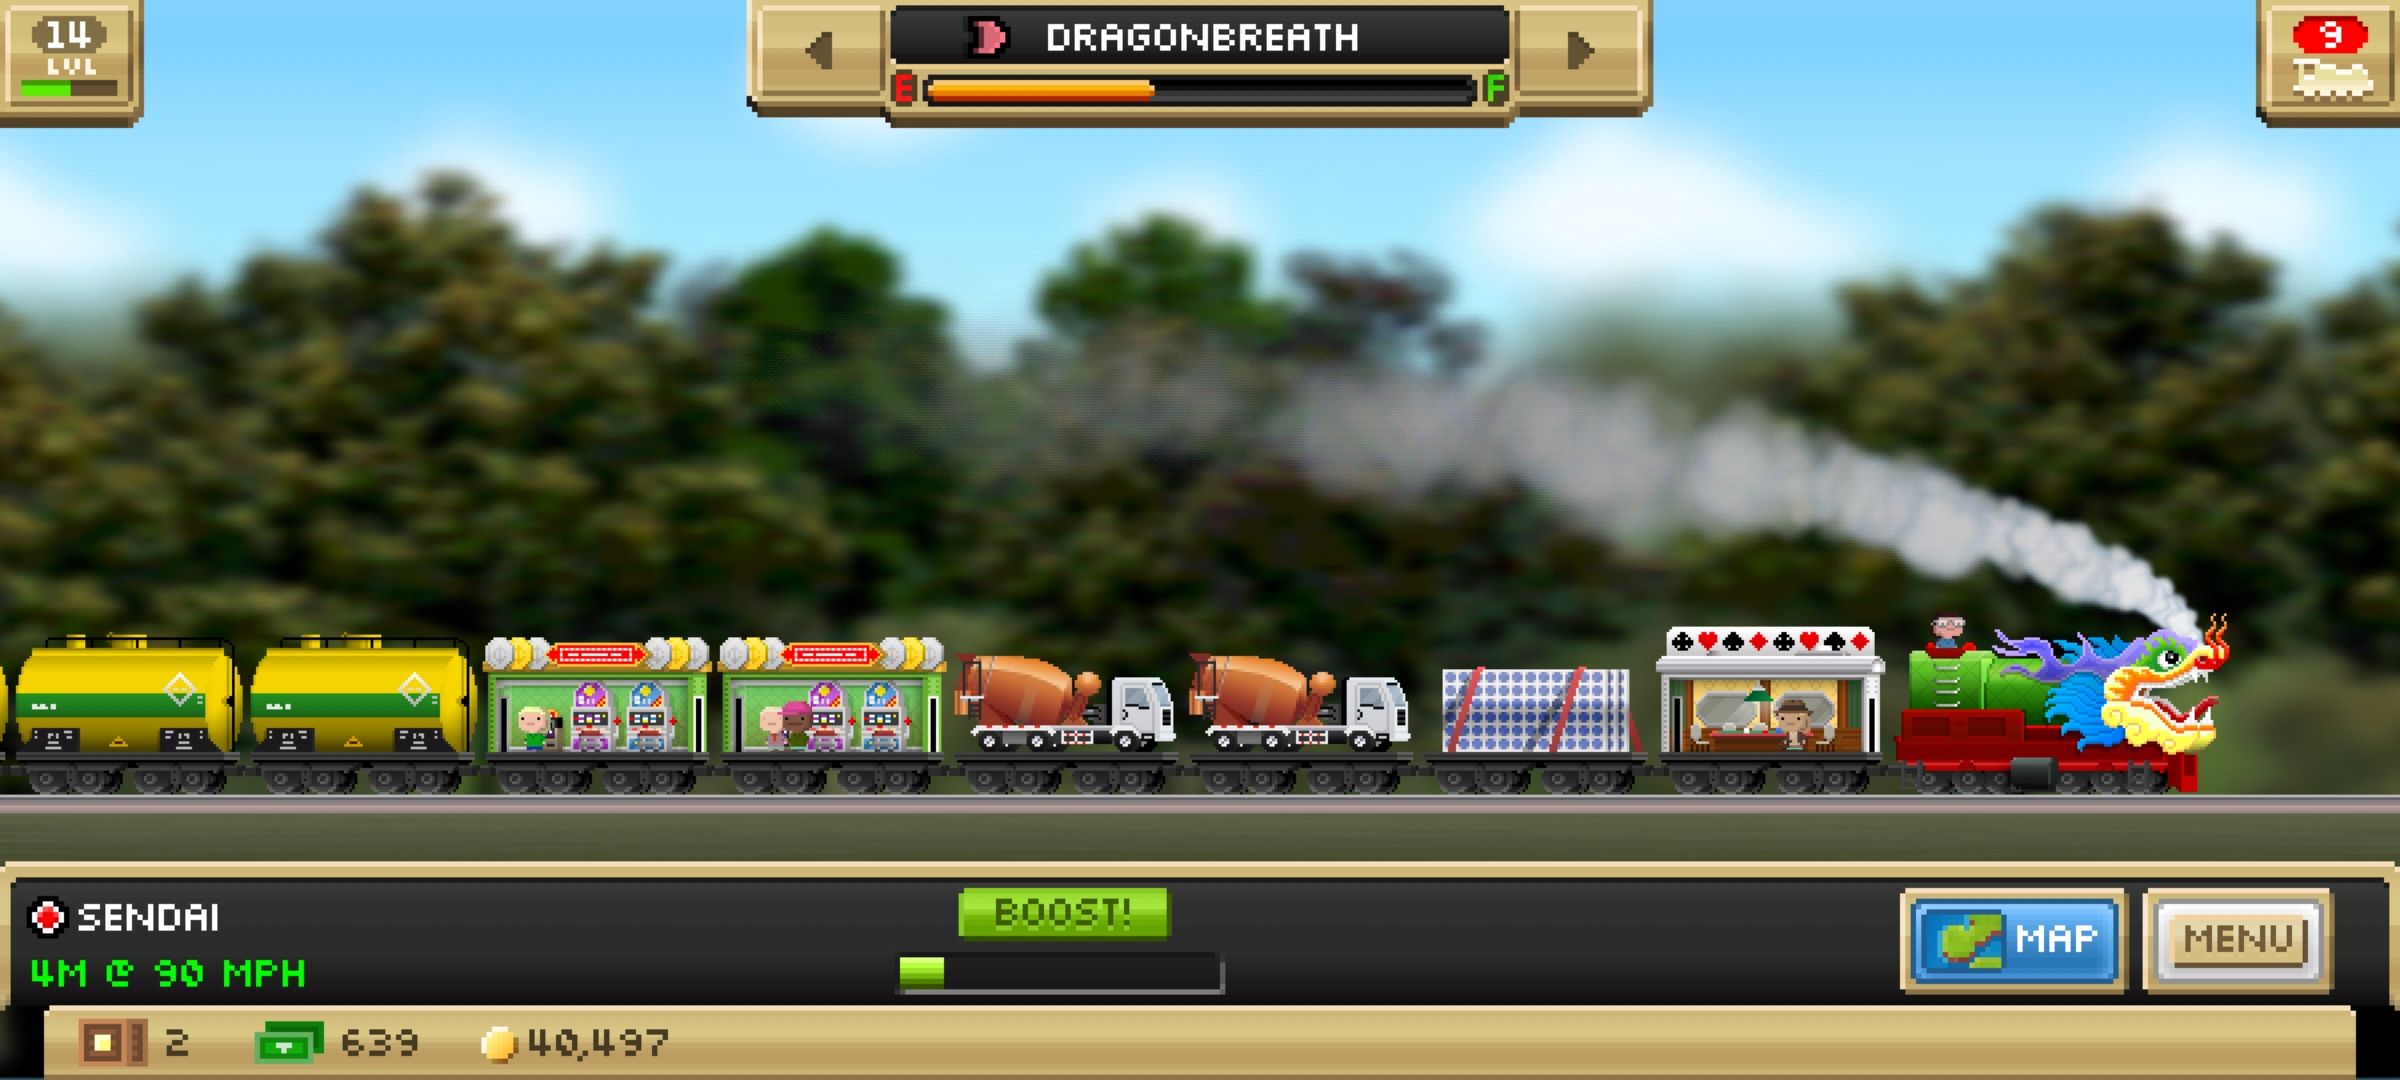 14
LVL
DRAGONBREATH
E F
9
SENDAI
4M @ 90 MPH
BOOST!
MAP
MENU
2 639 40,497